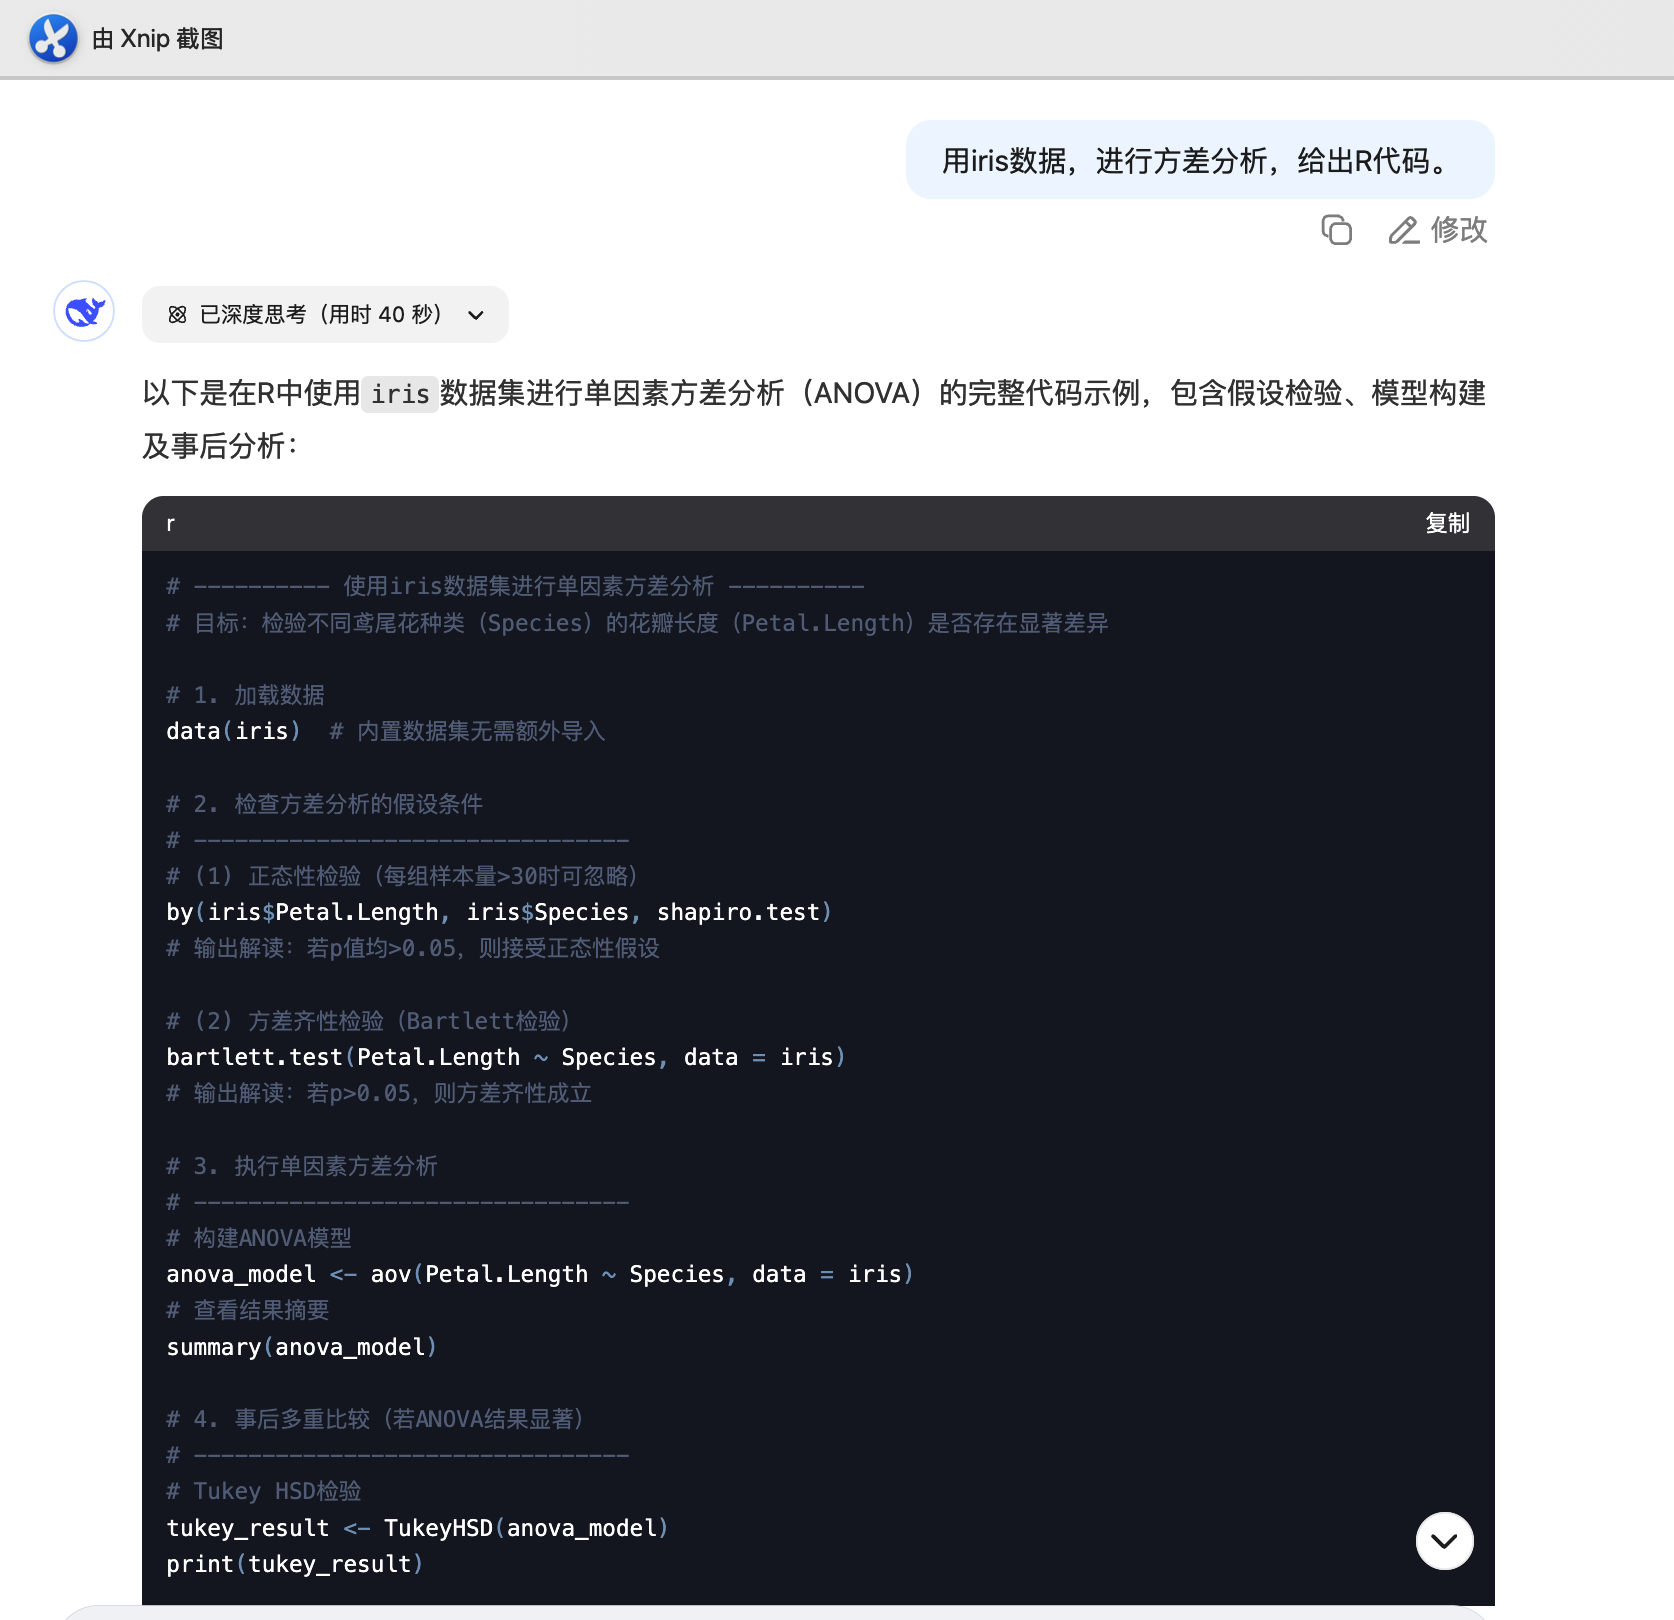 由 Xnip 截图
用iris数据，进行方差分析，给出R代码。
修改
已深度思考（用时 40 秒）
以下是在R中使用iris数据集进行单因素方差分析（ANOVA）的完整代码示例，包含假设检验、模型构建
及事后分析：
r 复制
# ---------- 使用iris数据集进行单因素方差分析 ----------
# 目标：检验不同鸢尾花种类（Species）的花瓣长度（Petal.Length）是否存在显著差异
# 1. 加载数据
data(iris)  # 内置数据集无需额外导入
# 2. 检查方差分析的假设条件
# --------------------------------
# (1) 正态性检验（每组样本量>30时可忽略）
by(iris$Petal.Length, iris$Species, shapiro.test)
# 输出解读：若p值均>0.05，则接受正态性假设
# (2) 方差齐性检验（Bartlett检验）
bartlett.test(Petal.Length ~ Species, data = iris)
# 输出解读：若p>0.05，则方差齐性成立
# 3. 执行单因素方差分析
# --------------------------------
# 构建ANOVA模型
anova_model <- aov(Petal.Length ~ Species, data = iris)
# 查看结果摘要
summary(anova_model)
# 4. 事后多重比较（若ANOVA结果显著）
# --------------------------------
# Tukey HSD检验
tukey_result <- TukeyHSD(anova_model)
print(tukey_result)